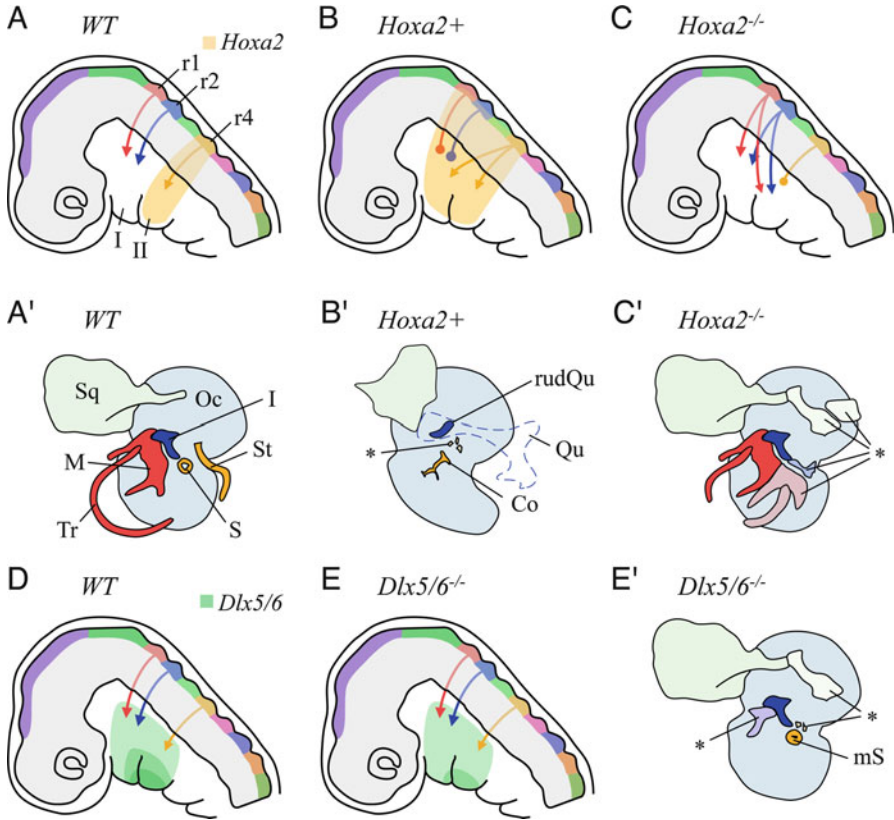 A WT
Hoxa2
r1
r2
r4
I
II
B Hoxa2+
C Hoxa2-/-
A' WT
Sq
Oc
I
M
St
Tr
S
B' Hoxa2+
rudQu
*
Qu
Co
C' Hoxa2-/-
*
D WT
Dlx5/6
E Dlx5/6-/-
E' Dlx5/6-/-
*
*
mS